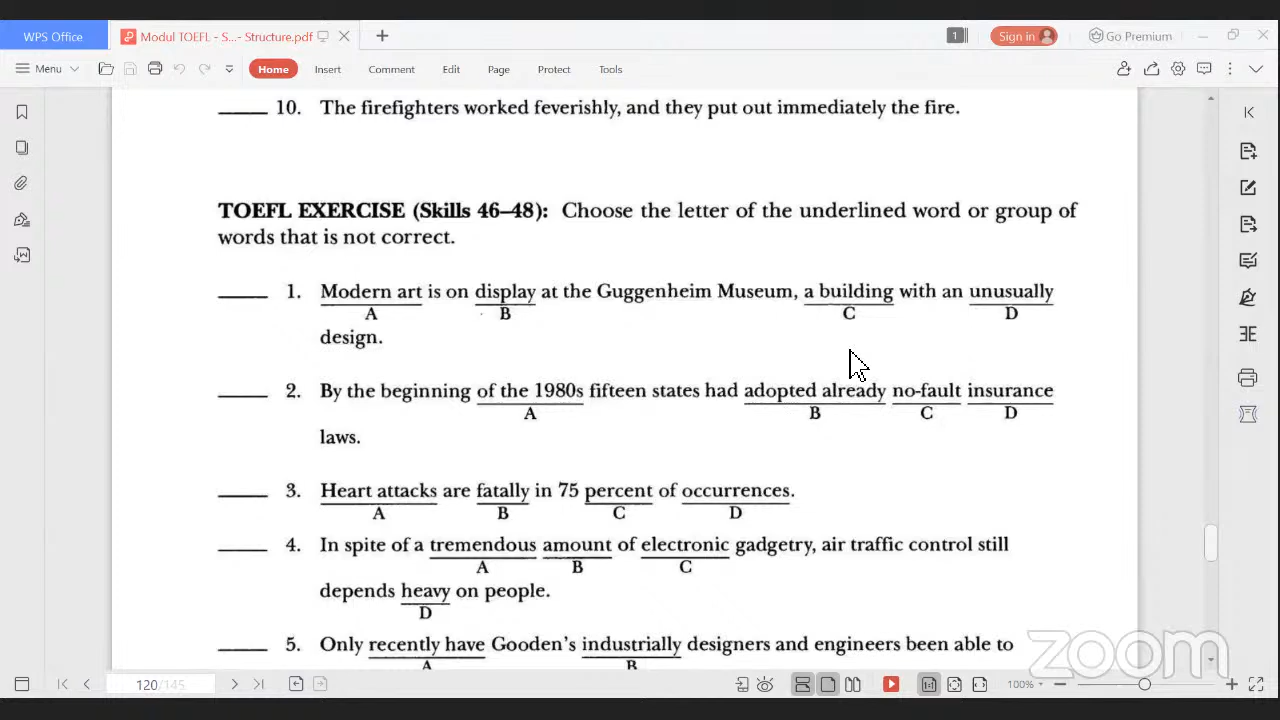 WPS Office Modul TOEFL - S...- Structure.pdf 1 Sign in Go Premium
Menu Home Insert Comment Edit Page Protect Tools
____ 10. The firefighters worked feverishly, and they put out immediately the fire.
TOEFL EXERCISE (Skills 46–48): Choose the letter of the underlined word or group of
words that is not correct.
____ 1. Modern art is on display at the Guggenheim Museum, a building with an unusually
A B C D
design.
____ 2. By the beginning of the 1980s fifteen states had adopted already no-fault insurance
A B C D
laws.
____ 3. Heart attacks are fatally in 75 percent of occurrences.
A B C D
____ 4. In spite of a tremendous amount of electronic gadgetry, air traffic control still
A B C
depends heavy on people.
D
____ 5. Only recently have Gooden's industrially designers and engineers been able to
A B
zoom
120/145 100%